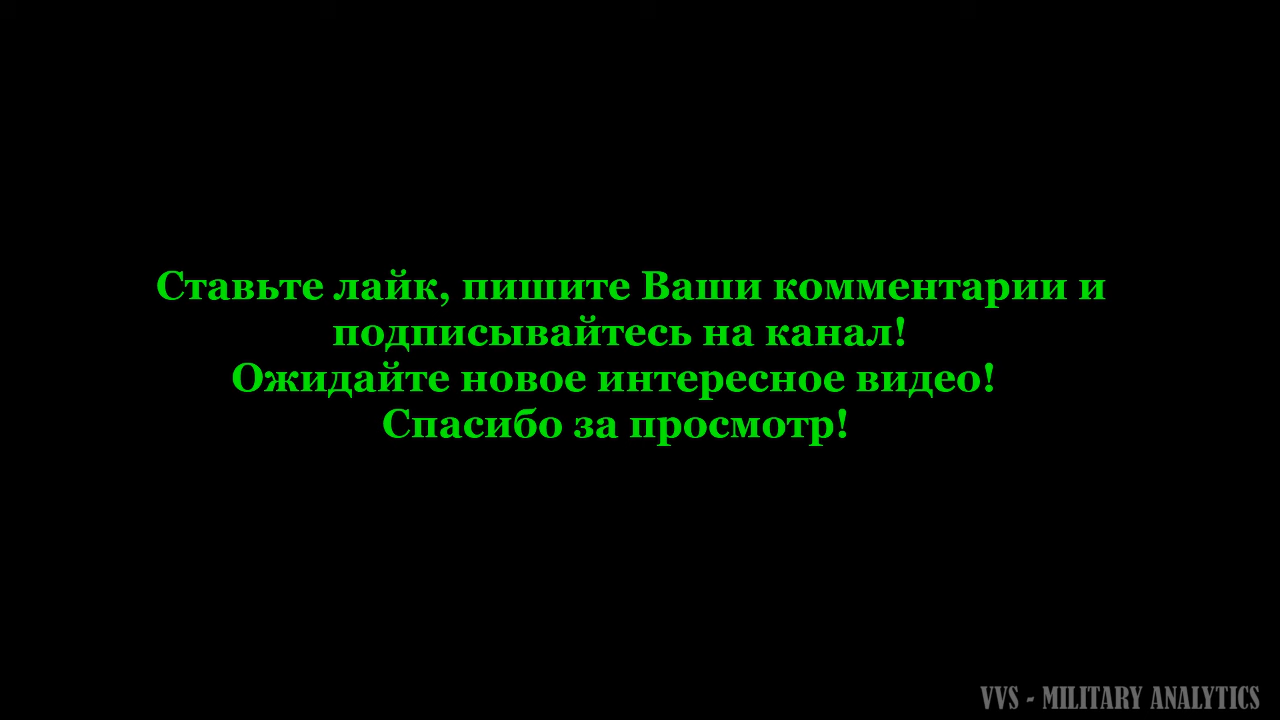 Ставьте лайк, пишите Ваши комментарии и
подписывайтесь на канал!
Ожидайте новое интересное видео!
Спасибо за просмотр!
VVS - MILITARY ANALYTICS